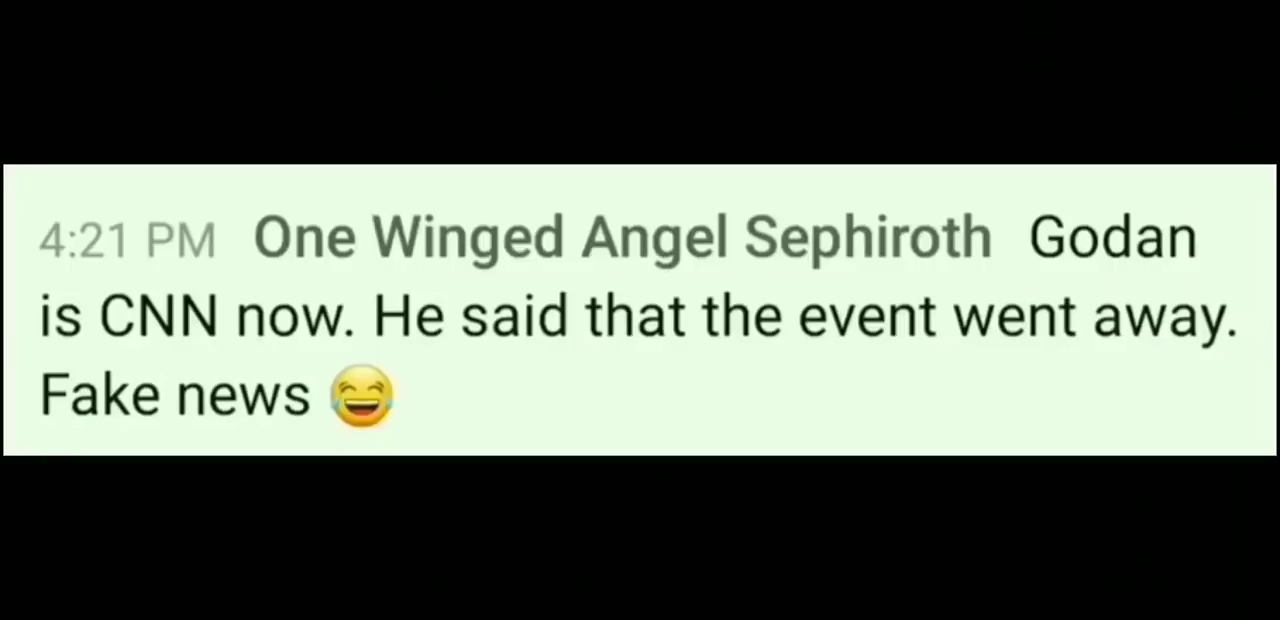 4:21 PM One Winged Angel Sephiroth Godan
is CNN now. He said that the event went away.
Fake news 😂